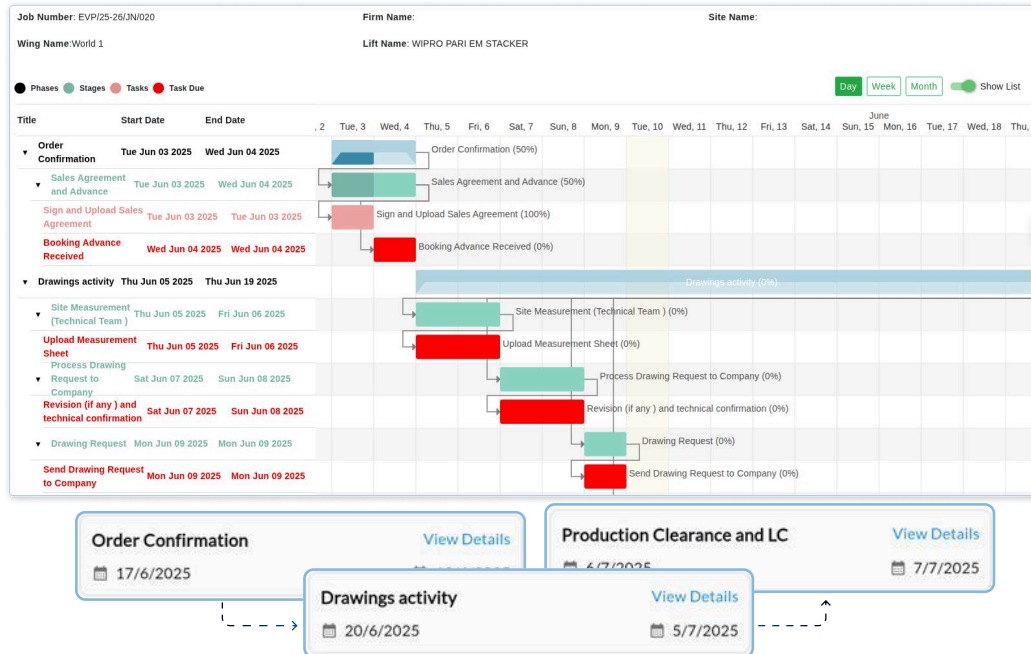 Job Number: EVP/25-26/JN/020 Firm Name: Site Name:
Wing Name:World 1 Lift Name: WIPRO PARI EM STACKER
Phases Stages Tasks Task Due Day Week Month Show List
June
Title Start Date End Date , 2 Tue, 3 Wed, 4 Thu, 5 Fri, 6 Sat, 7 Sun, 8 Mon, 9 Tue, 10 Wed, 11 Thu, 12 Fri, 13 Sat, 14 Sun, 15 Mon, 16 Tue, 17 Wed, 18 Thu,
▼ Order
Confirmation Tue Jun 03 2025 Wed Jun 04 2025 Order Confirmation (50%)
▼ Sales Agreement
and Advance Tue Jun 03 2025 Wed Jun 04 2025 Sales Agreement and Advance (50%)
Sign and Upload Sales
Agreement Tue Jun 03 2025 Tue Jun 03 2025 Sign and Upload Sales Agreement (100%)
Booking Advance
Received Wed Jun 04 2025 Wed Jun 04 2025 Booking Advance Received (0%)
▼ Drawings activity Thu Jun 05 2025 Thu Jun 19 2025 Drawings activity (0%)
▼ Site Measurement
(Technical Team ) Thu Jun 05 2025 Fri Jun 06 2025 Site Measurement (Technical Team ) (0%)
Upload Measurement
Sheet Thu Jun 05 2025 Fri Jun 06 2025 Upload Measurement Sheet (0%)
▼ Process Drawing
Request to
Company Sat Jun 07 2025 Sun Jun 08 2025 Process Drawing Request to Company (0%)
Revision (if any ) and
technical confirmation Sat Jun 07 2025 Sun Jun 08 2025 Revision (if any ) and technical confirmation (0%)
▼ Drawing Request Mon Jun 09 2025 Mon Jun 09 2025 Drawing Request (0%)
Send Drawing Request
to Company Mon Jun 09 2025 Mon Jun 09 2025 Send Drawing Request to Company (0%)
Order Confirmation View Details
17/6/2025
Production Clearance and LC View Details
6/7/2025 7/7/2025
Drawings activity View Details
20/6/2025 5/7/2025